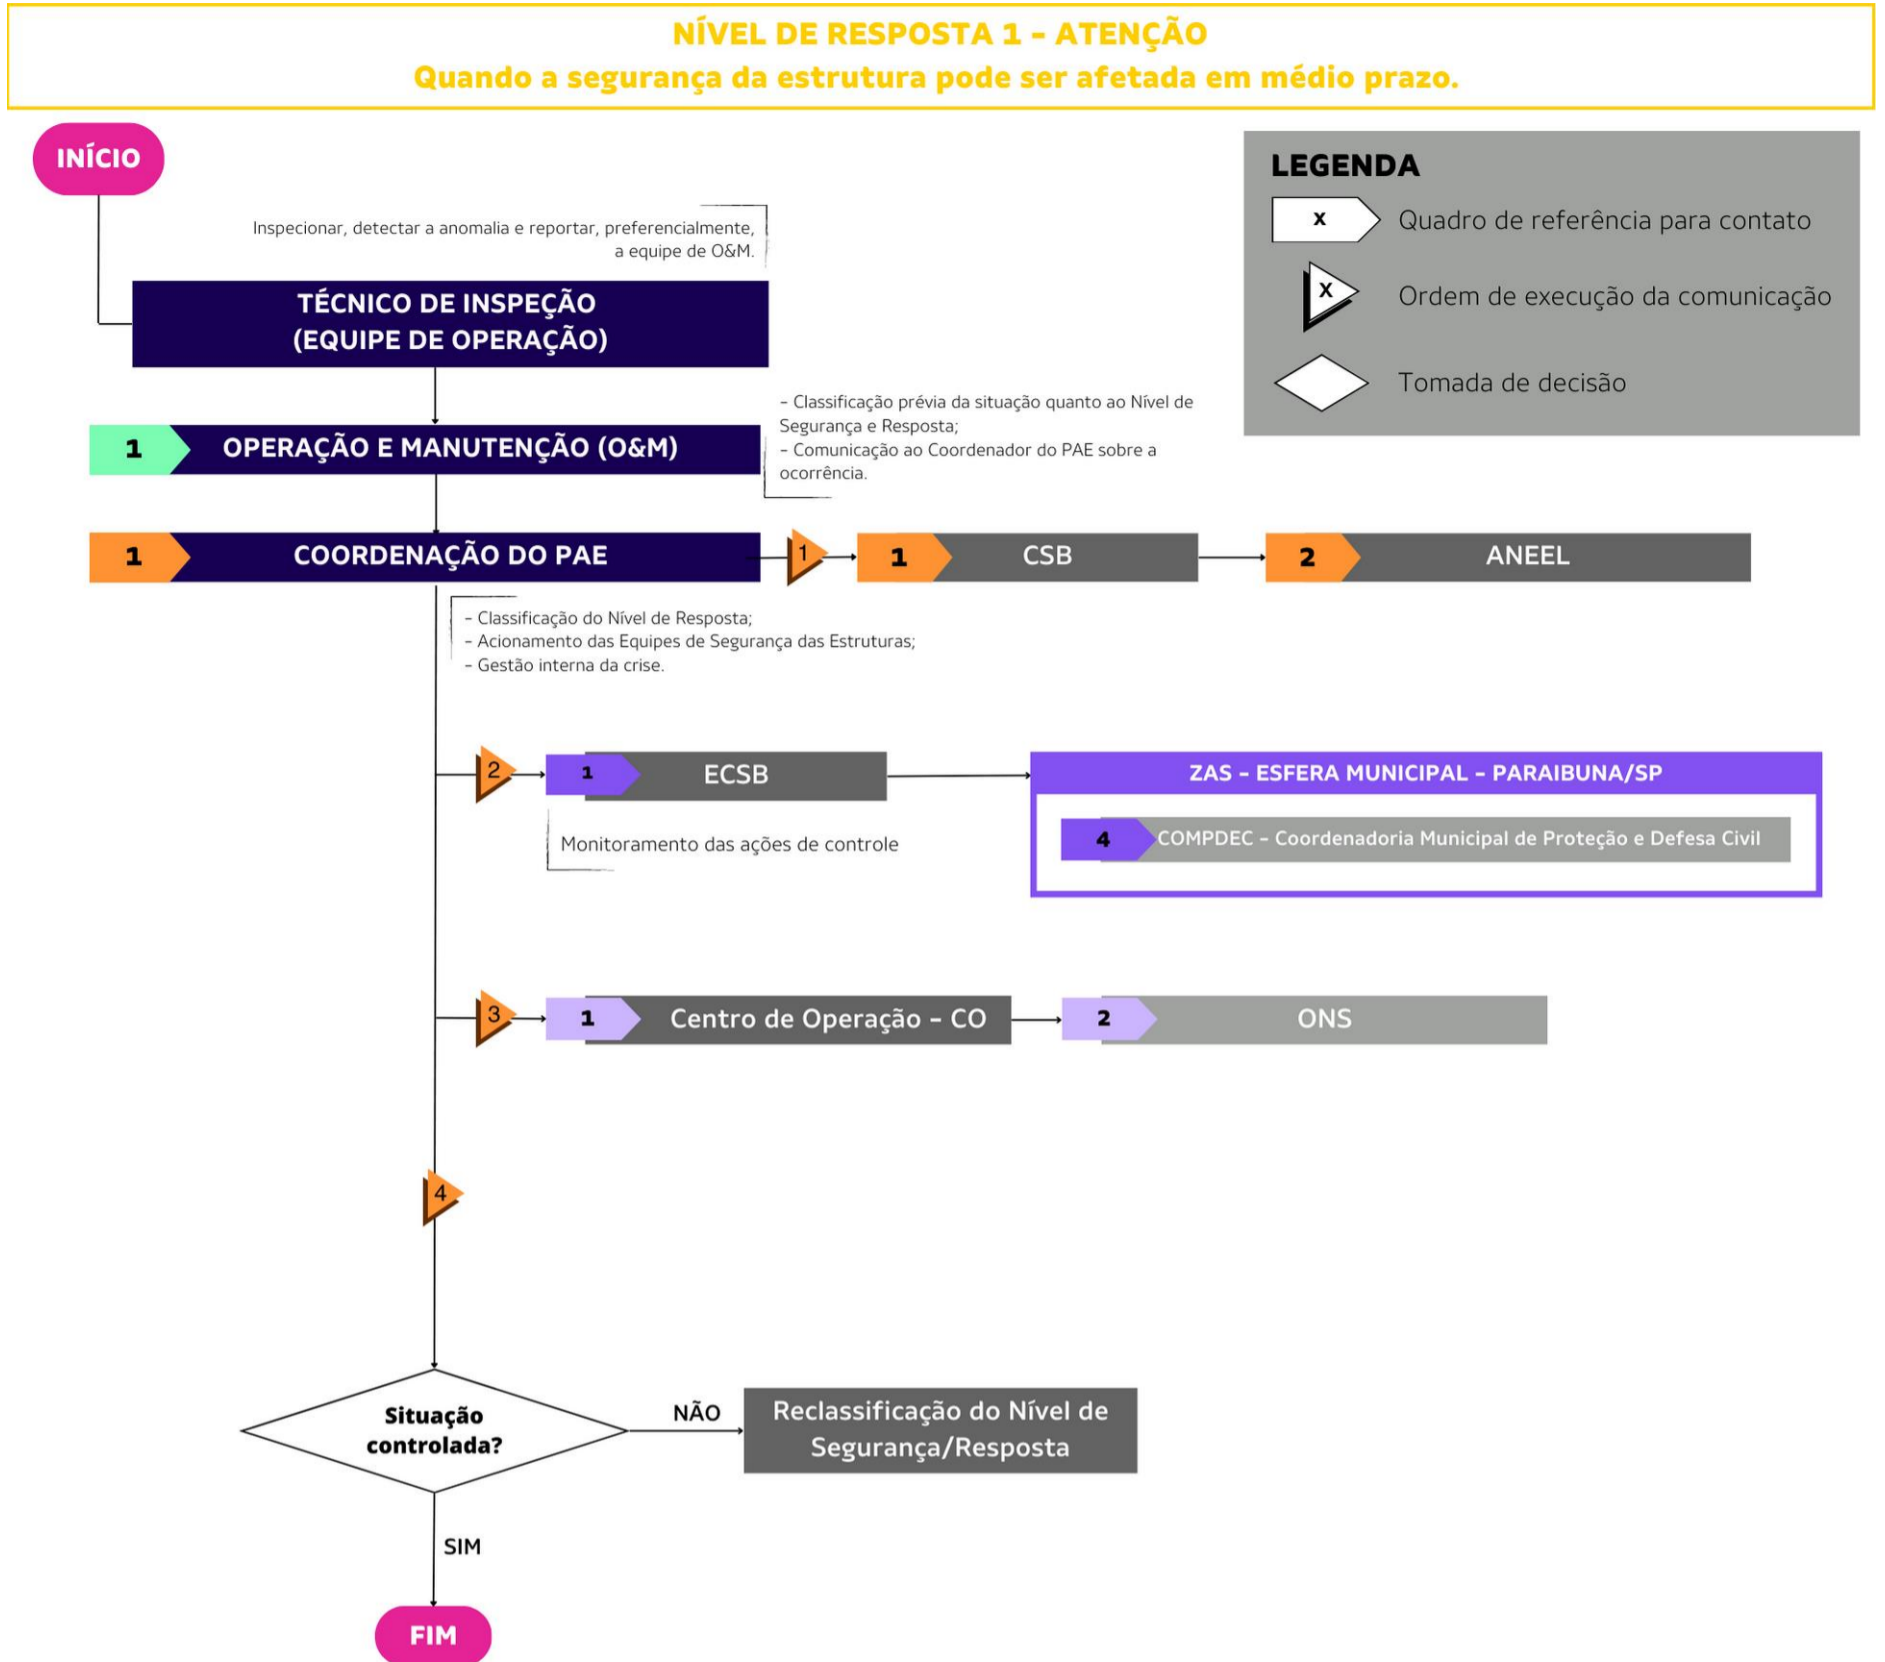 NÍVEL DE RESPOSTA 1 - ATENÇÃO
Quando a segurança da estrutura pode ser afetada em médio prazo.
INÍCIO
LEGENDA
x
Quadro de referência para contato
X
Ordem de execução da comunicação
Tomada de decisão
Inspecionar, detectar a anomalia e reportar, preferencialmente,
a equipe de O&M.
TÉCNICO DE INSPEÇÃO
(EQUIPE DE OPERAÇÃO)
1
OPERAÇÃO E MANUTENÇÃO (O&M)
- Classificação prévia da situação quanto ao Nível de
Segurança e Resposta;
- Comunicação ao Coordenador do PAE sobre a
ocorrência.
1
COORDENAÇÃO DO PAE
1
1
CSB
2
ANEEL
- Classificação do Nível de Resposta;
- Acionamento das Equipes de Segurança das Estruturas;
- Gestão interna da crise.
2
1
ECSB
Monitoramento das ações de controle
ZAS - ESFERA MUNICIPAL - PARAIBUNA/SP
4
COMPDEC - Coordenadoria Municipal de Proteção e Defesa Civil
3
1
Centro de Operação - CO
2
ONS
4
Situação
controlada?
NÃO
Reclassificação do Nível de
Segurança/Resposta
SIM
FIM